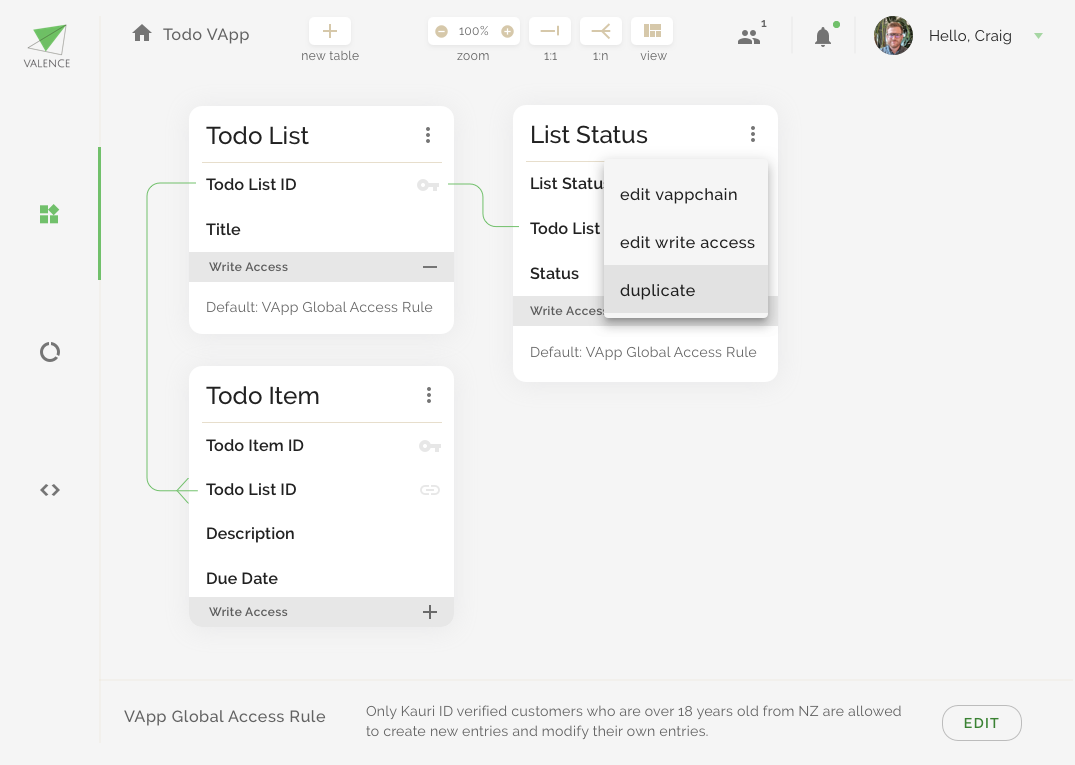 VALENCE
Todo VApp
new table
100%
zoom
1:1
1:n
view
1
Hello, Craig
Todo List
Todo List ID
Title
Write Access
Default: VApp Global Access Rule
List Status
List Statu
Todo List
Status
Write Access
Default: VApp Global Access Rule
edit vappchain
edit write access
duplicate
Todo Item
Todo Item ID
Todo List ID
Description
Due Date
Write Access
VApp Global Access Rule
Only Kauri ID verified customers who are over 18 years old from NZ are allowed
to create new entries and modify their own entries.
EDIT